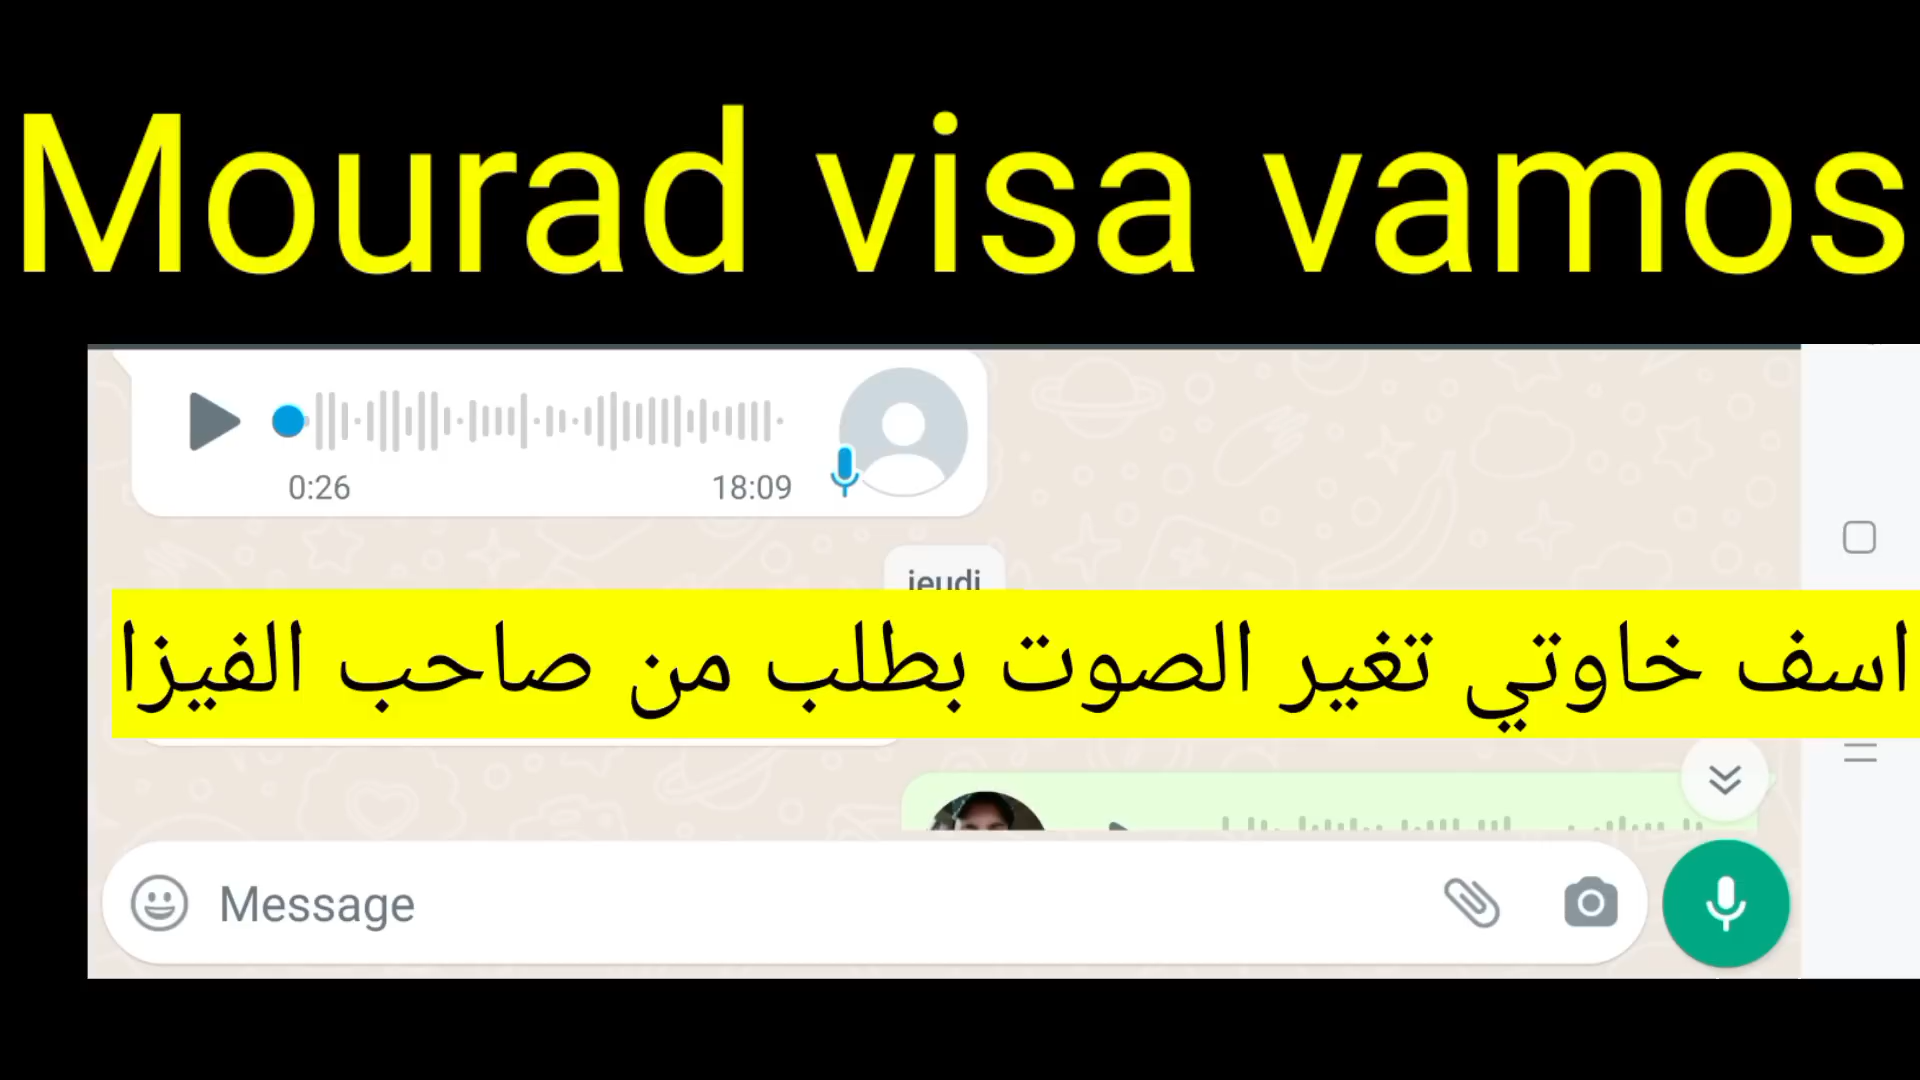 Mourad visa vamos
0:26 18:09
jeudi
اسف خاوتي تغير الصوت بطلب من صاحب الفيزا
Message